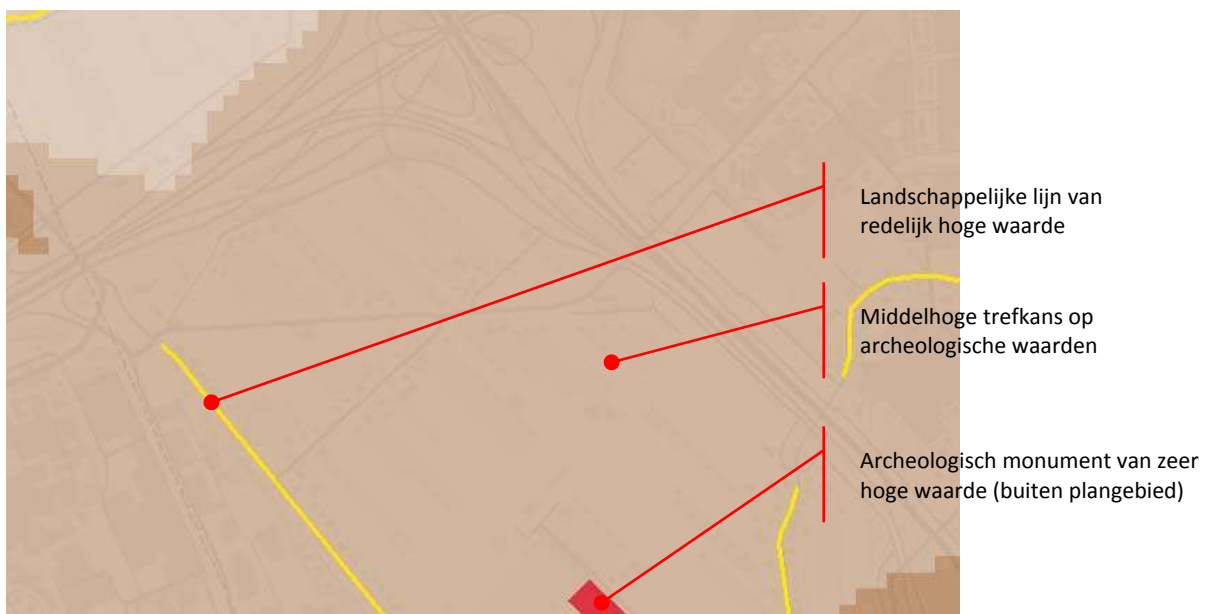 Landschappelijke lijn van
redelijk hoge waarde
Middelhoge trefkans op
archeologische waarden
Archeologisch monument van zeer
hoge waarde (buiten plangebied)